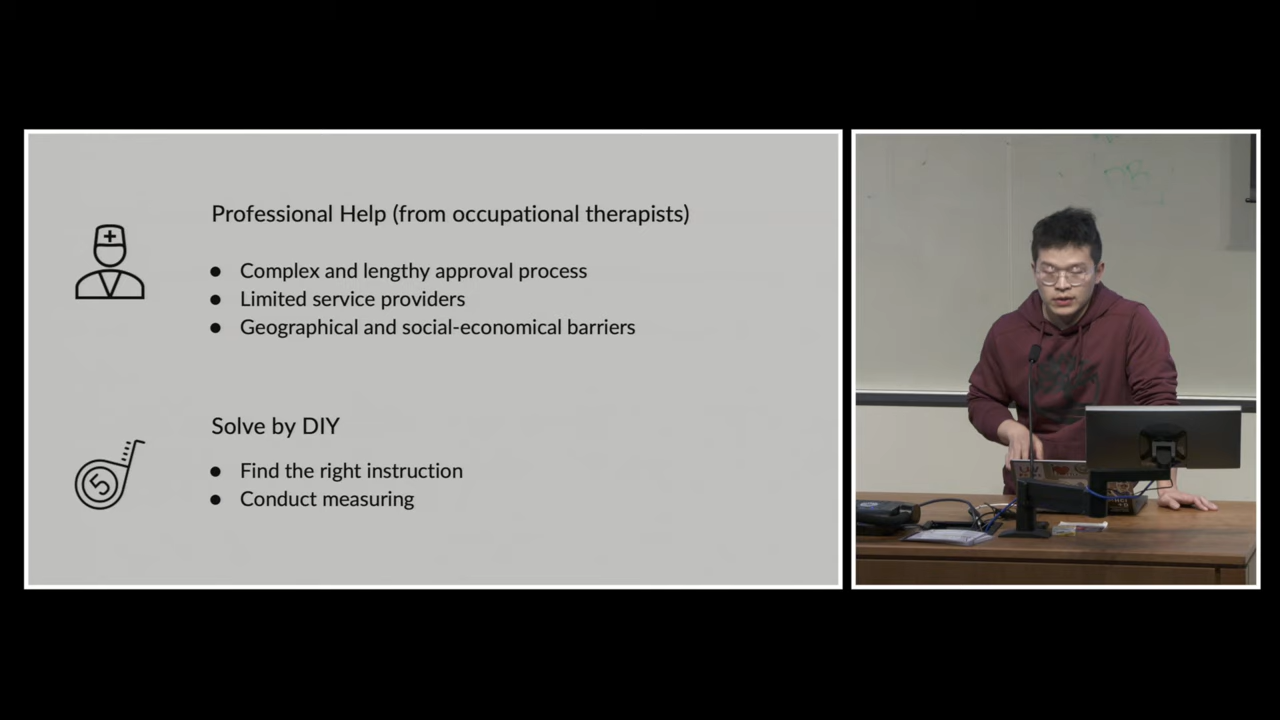 Professional Help (from occupational therapists)
● Complex and lengthy approval process
● Limited service providers
● Geographical and social-economical barriers
5
Solve by DIY
● Find the right instruction
● Conduct measuring